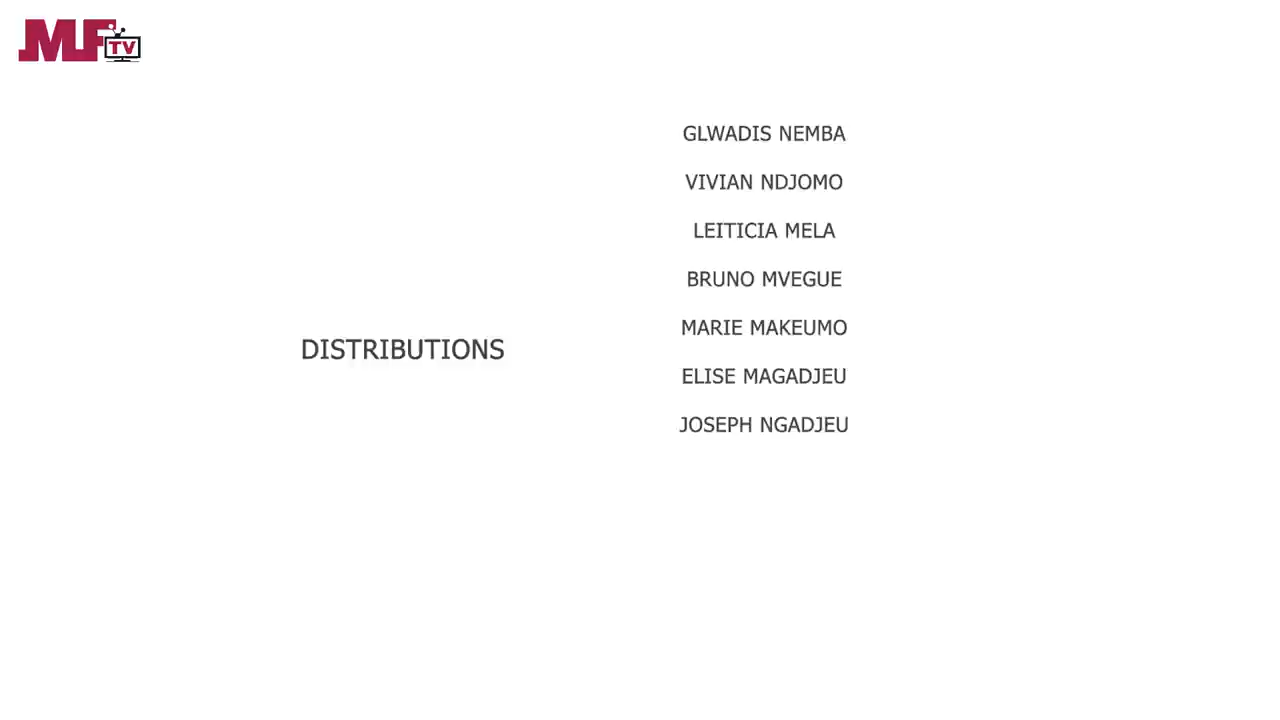 MLF TV
GLWADIS NEMBA
VIVIAN NDJOMO
LEITICIA MELA
BRUNO MVEGUE
MARIE MAKEUMO
DISTRIBUTIONS
ELISE MAGADJEU
JOSEPH NGADJEU